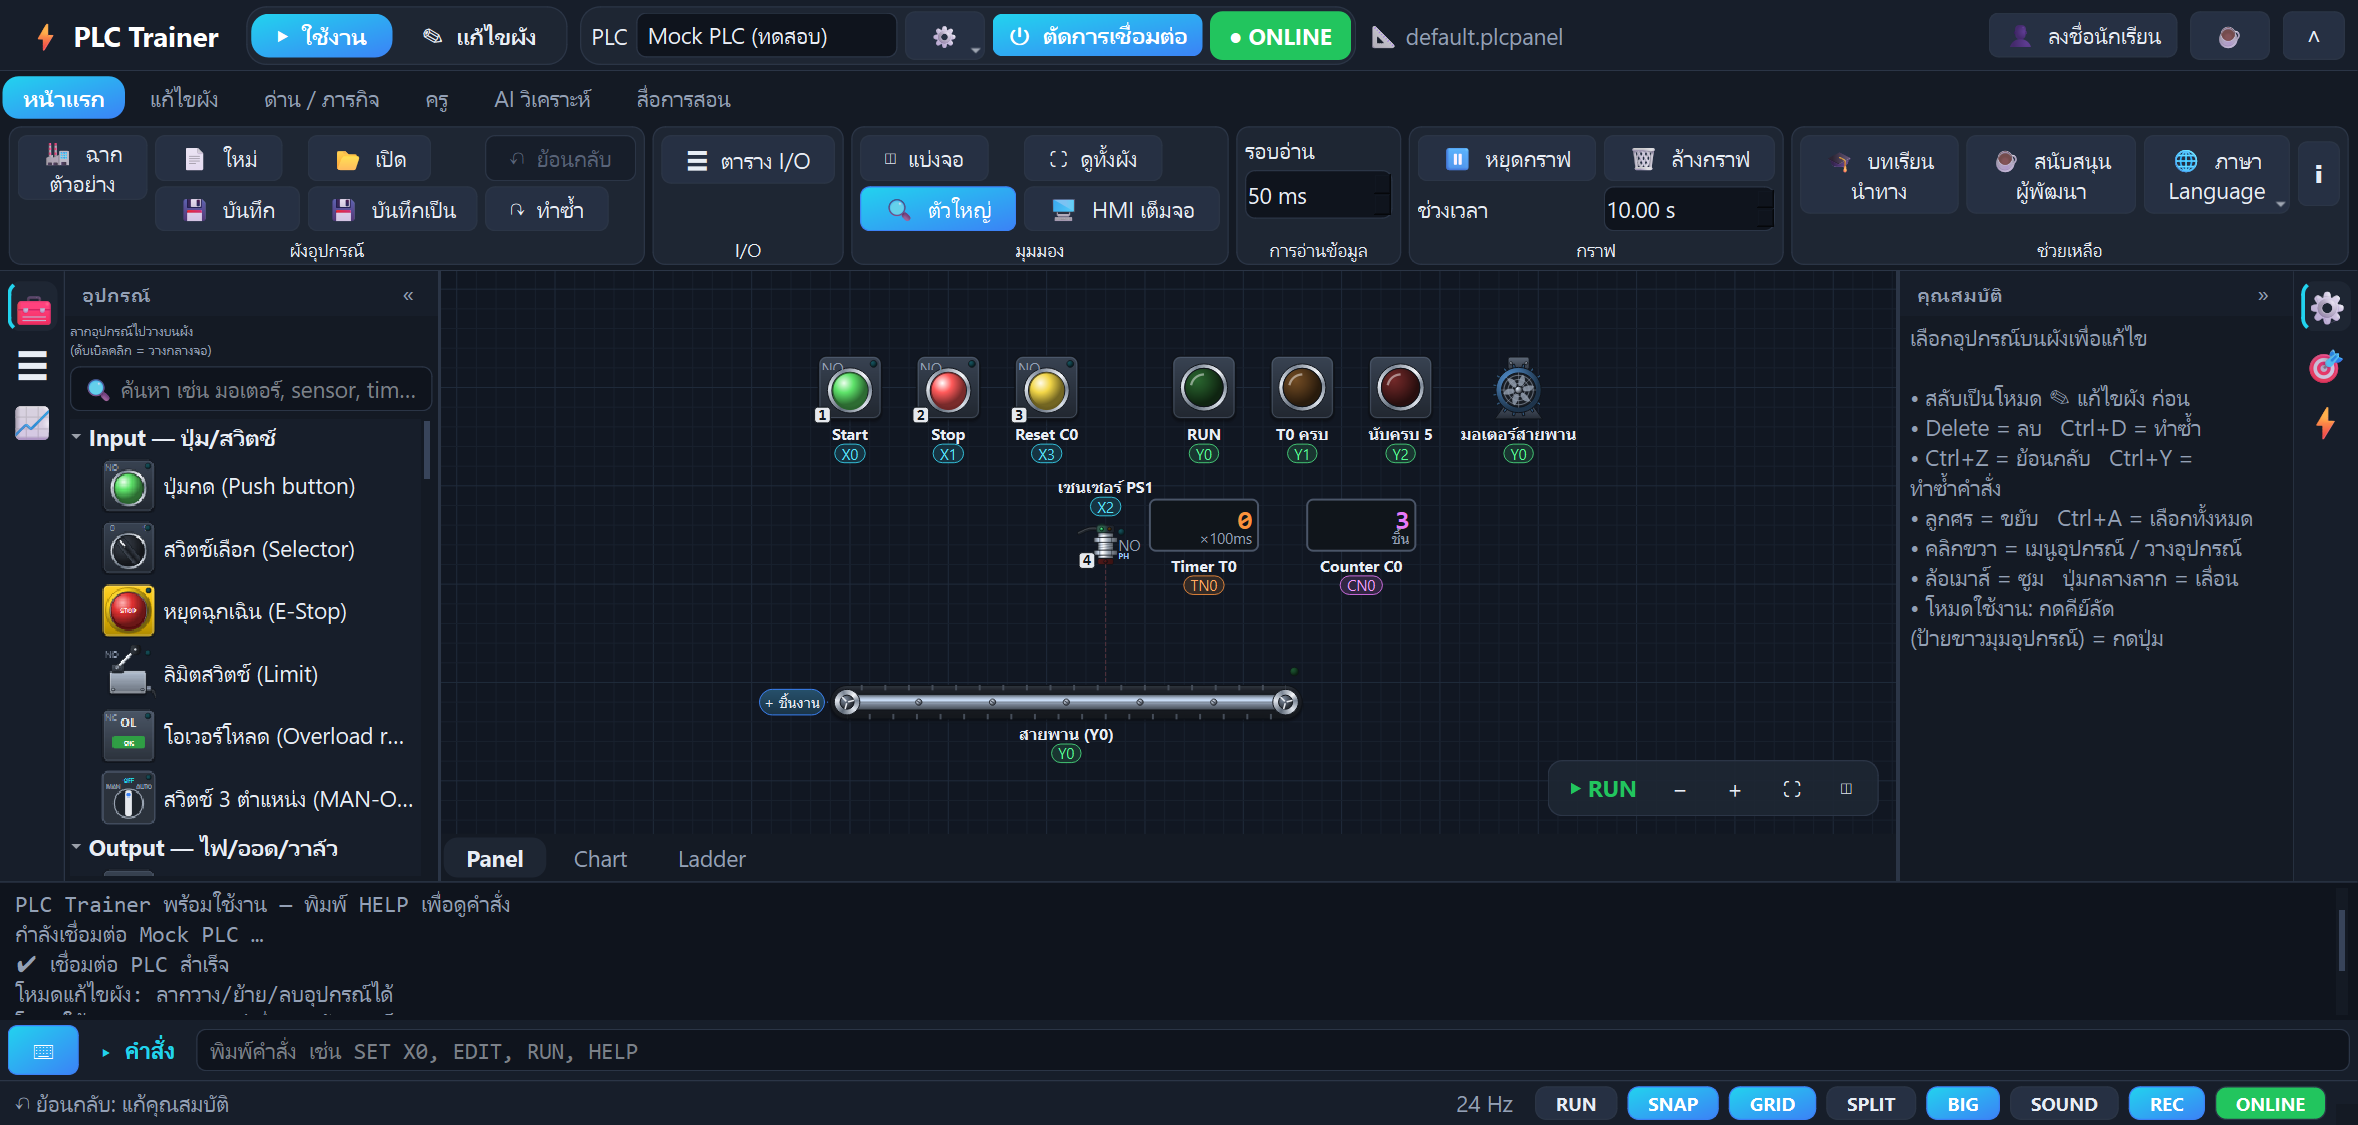 PLC Trainer
ใช้งาน
แก้ไขผัง
PLC
Mock PLC (ทดสอบ)
ตัดการเชื่อมต่อ
● ONLINE
default.plcpanel
ลงชื่อนักเรียน
หน้าแรก
แก้ไขผัง
ด่าน / ภารกิจ
ครู
AI วิเคราะห์
สื่อการสอน
ฉาก
ตัวอย่าง
ใหม่
เปิด
ย้อนกลับ
บันทึก
บันทึกเป็น
ทำซ้ำ
ผังอุปกรณ์
ตาราง I/O
I/O
แบ่งจอ
ดูทั้งผัง
ตัวใหญ่
HMI เต็มจอ
มุมมอง
รอบอ่าน
50 ms
การอ่านข้อมูล
หยุดกราฟ
ล้างกราฟ
ช่วงเวลา
10.00 s
กราฟ
บทเรียน
นำทาง
สนับสนุน
ผู้พัฒนา
ภาษา
Language
i
ช่วยเหลือ
อุปกรณ์
«
ลากอุปกรณ์ไปวางบนผัง
(ดับเบิลคลิก = วางกลางจอ)
ค้นหา เช่น มอเตอร์, sensor, tim...
Input — ปุ่ม/สวิตช์
ปุ่มกด (Push button)
สวิตช์เลือก (Selector)
หยุดฉุกเฉิน (E-Stop)
ลิมิตสวิตช์ (Limit)
โอเวอร์โหลด (Overload r...
สวิตช์ 3 ตำแหน่ง (MAN-O...
Output — ไฟ/ออด/วาล์ว
NO
1
Start
X0
NO
2
Stop
X1
NO
3
Reset C0
X3
RUN
Y0
T0 ครบ
Y1
นับครบ 5
Y2
มอเตอร์สายพาน
Y0
เซนเซอร์ PS1
X2
NO
PH
4
0
×100ms
Timer T0
TN0
3
ชิ้น
Counter C0
CN0
+ ชิ้นงาน
สายพาน (Y0)
Y0
RUN
−
+
Panel
Chart
Ladder
คุณสมบัติ
»
เลือกอุปกรณ์บนผังเพื่อแก้ไข
• สลับเป็นโหมด ✎ แก้ไขผัง ก่อน
• Delete = ลบ Ctrl+D = ทำซ้ำ
• Ctrl+Z = ย้อนกลับ Ctrl+Y =
ทำซ้ำคำสั่ง
• ลูกศร = ขยับ Ctrl+A = เลือกทั้งหมด
• คลิกขวา = เมนูอุปกรณ์ / วางอุปกรณ์
• ล้อเมาส์ = ซูม ปุ่มกลางลาก = เลื่อน
• โหมดใช้งาน: กดคีย์ลัด
(ป้ายขาวมุมอุปกรณ์) = กดปุ่ม
PLC Trainer พร้อมใช้งาน — พิมพ์ HELP เพื่อดูคำสั่ง
กำลังเชื่อมต่อ Mock PLC …
✔ เชื่อมต่อ PLC สำเร็จ
โหมดแก้ไขผัง: ลากวาง/ย้าย/ลบอุปกรณ์ได้
คำสั่ง
พิมพ์คำสั่ง เช่น SET X0, EDIT, RUN, HELP
ย้อนกลับ: แก้คุณสมบัติ
24 Hz
RUN
SNAP
GRID
SPLIT
BIG
SOUND
REC
ONLINE